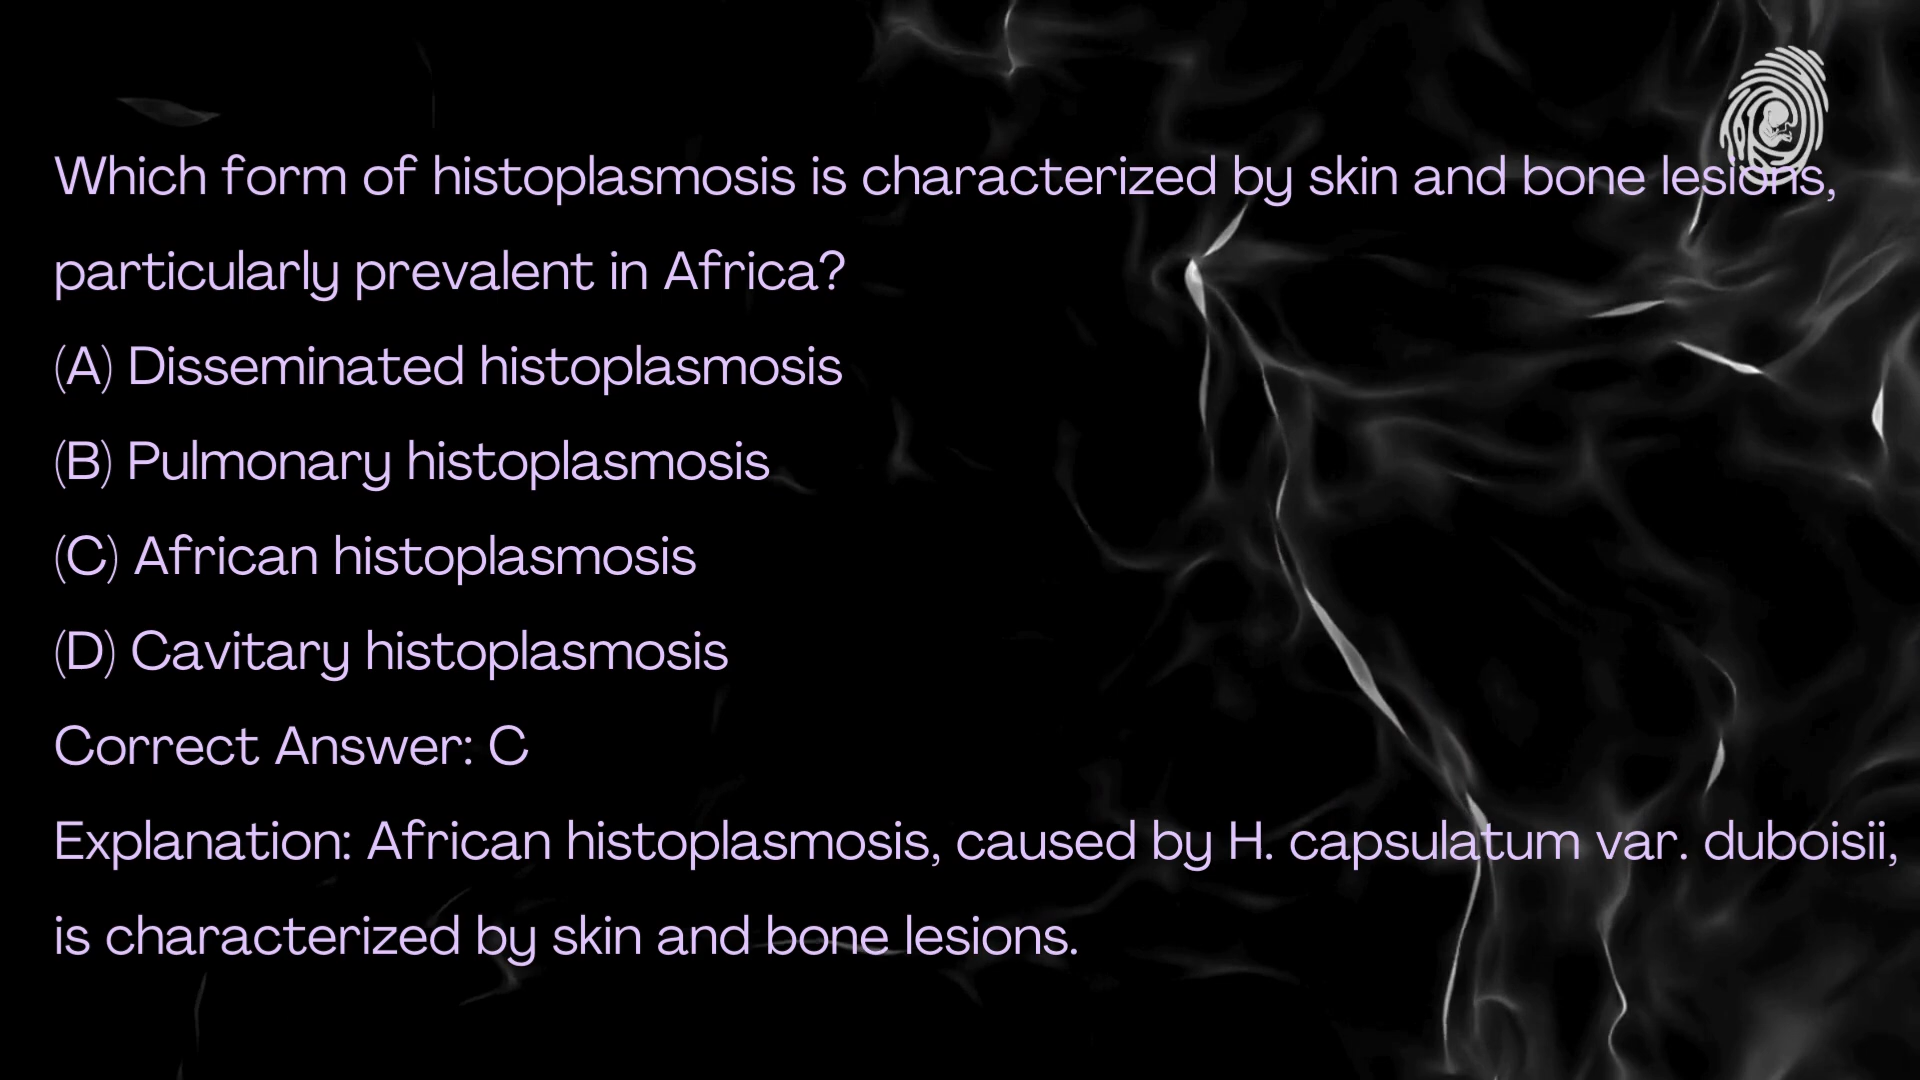 Which form of histoplasmosis is characterized by skin and bone lesions,
particularly prevalent in Africa?
(A) Disseminated histoplasmosis
(B) Pulmonary histoplasmosis
(C) African histoplasmosis
(D) Cavitary histoplasmosis
Correct Answer: C
Explanation: African histoplasmosis, caused by H. capsulatum var. duboisii,
is characterized by skin and bone lesions.